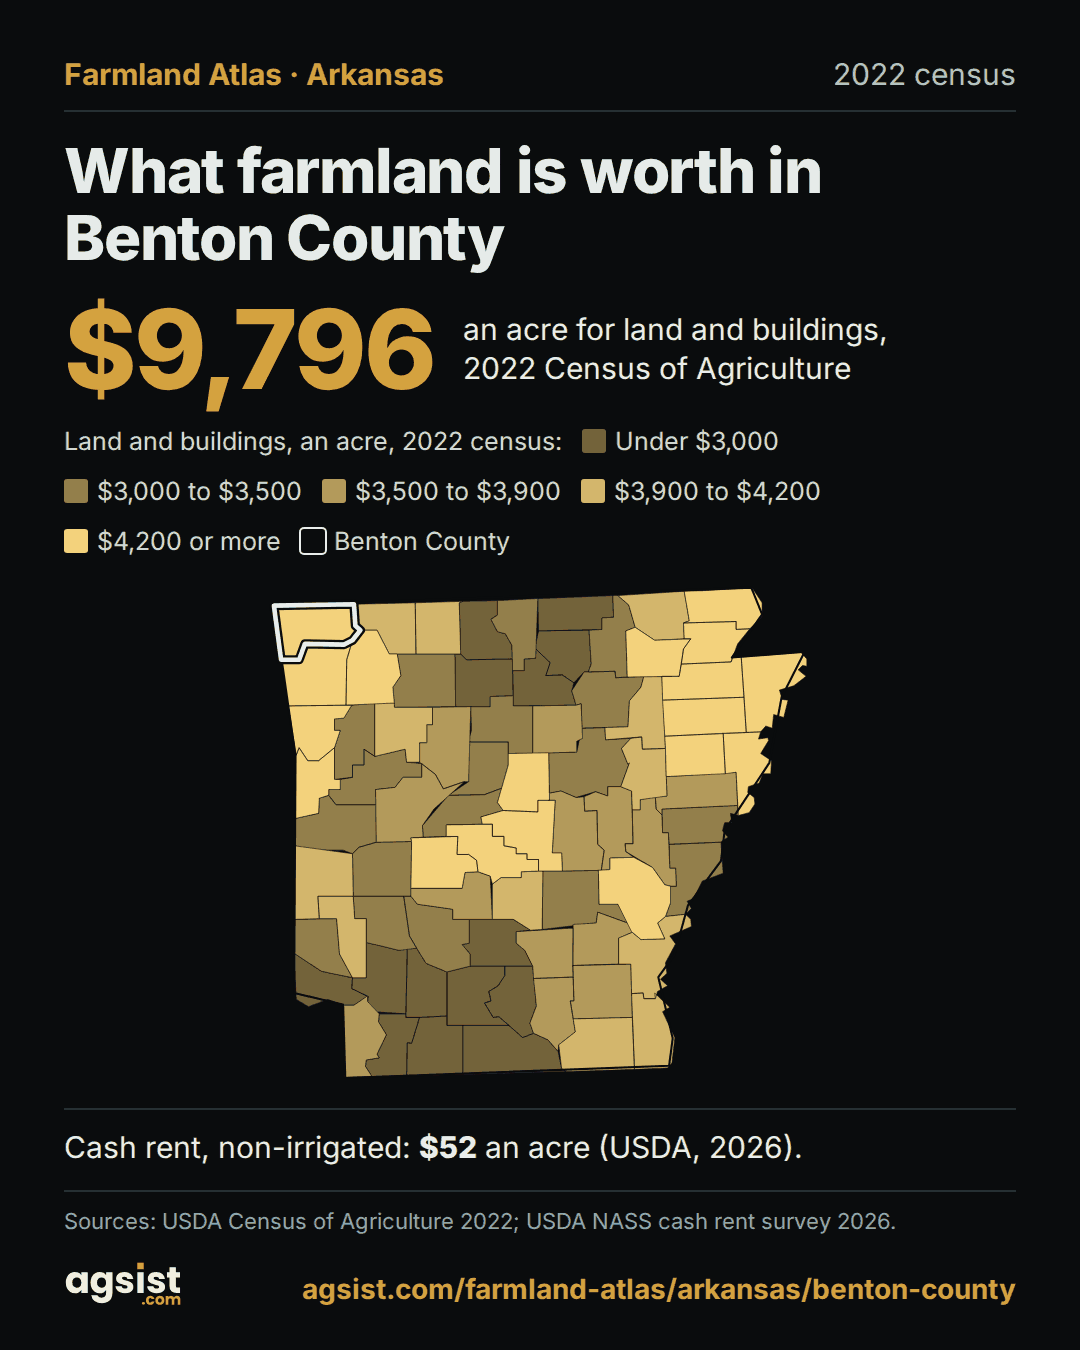 Farmland Atlas · Arkansas
2022 census
What farmland is worth in
Benton County
$9,796
an acre for land and buildings,
2022 Census of Agriculture
Land and buildings, an acre, 2022 census: Under $3,000
$3,000 to $3,500 $3,500 to $3,900 $3,900 to $4,200
$4,200 or more Benton County
Cash rent, non-irrigated: $52 an acre (USDA, 2026).
Sources: USDA Census of Agriculture 2022; USDA NASS cash rent survey 2026.
agsist
.com
agsist.com/farmland-atlas/arkansas/benton-county